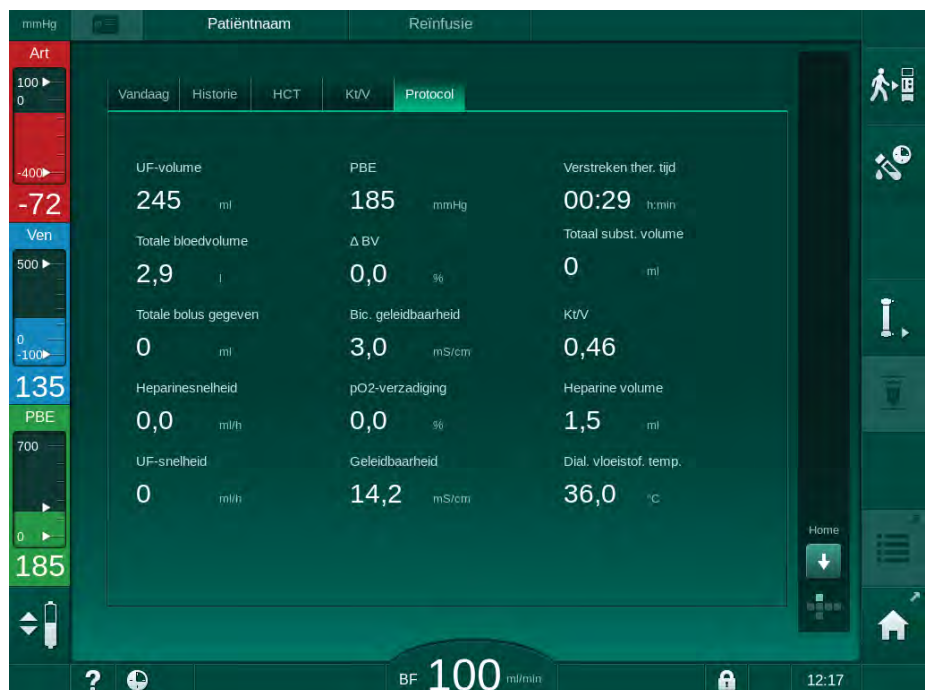 mmHg Patiëntnaam Reïnfusie
Art
100
0
-400
-72
Ven
500
0
-100
135
PBE
700
0
185
Vandaag Historie HCT Kt/V Protocol
UF-volume PBE Verstreken ther. tijd
245 ml 185 mmHg 00:29 h:min
Totale bloedvolume Δ BV Totaal subst. volume
2,9 l 0,0 % 0 ml
Totale bolus gegeven Bic. geleidbaarheid Kt/V
0 ml 3,0 mS/cm 0,46
Heparinesnelheid pO2-verzadiging Heparine volume
0,0 ml/h 0,0 % 1,5 ml
UF-snelheid Geleidbaarheid Dial. vloeistof. temp.
0 ml/h 14,2 mS/cm 36,0 °C
Home
? BF 100 ml/min 12:17